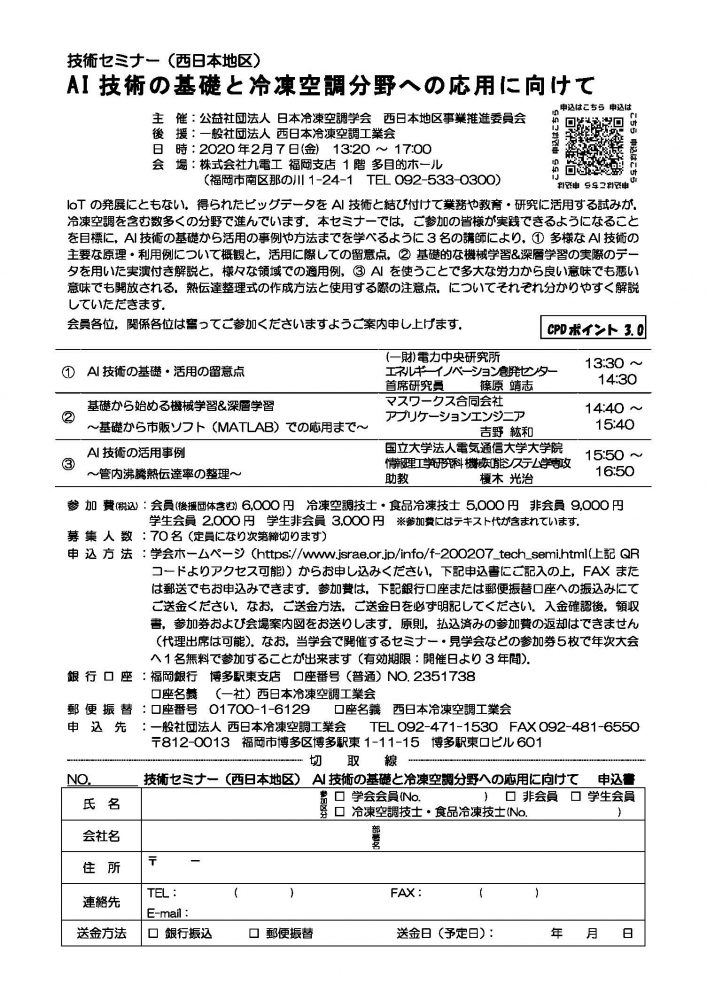 技術セミナー（西日本地区）
AI 技術の基礎と冷凍空調分野への応用に向けて
申込はこちら 申込は
こちら 申込はこちら
主　催：公益社団法人 日本冷凍空調学会　西日本地区事業推進委員会
後　援：一般社団法人 西日本冷凍空調工業会
日　時：2020 年2月7日(金)　13:20 ～ 17:00
会　場：株式会社九電工 福岡支店 1 階 多目的ホール
（福岡市南区那の川 1-24-1　TEL 092-533-0300）
IoT の発展にともない，得られたビッグデータを AI 技術と結び付けて業務や教育・研究に活用する試みが，
冷凍空調を含む数多くの分野で進んでいます．本セミナーでは，ご参加の皆様が実践できるようになること
を目標に，AI 技術の基礎から活用の事例や方法までを学べるように 3 名の講師により，① 多様な AI 技術の
主要な原理・利用例について概観と，活用に際しての留意点，② 基礎的な機械学習&深層学習の実際のデー
タを用いた実演付き解説と，様々な領域での適用例，③ AI を使うことで多大な労力から良い意味でも悪い
意味でも開放される，熱伝達整理式の作成方法と使用する際の注意点，についてそれぞれ分かりやすく解説
していただきます．
会員各位，関係各位は奮ってご参加くださいますようご案内申し上げます．
CPDポイント 3.0
① AI 技術の基礎・活用の留意点
(一財)電力中央研究所
エネルギーイノベーション創発センター
首席研究員　篠原 靖志
13:30 ～
14:30
② 基礎から始める機械学習&深層学習
～基礎から市販ソフト（MATLAB）での応用まで～
マスワークス合同会社
アプリケーションエンジニア
吉野 紘和
14:40 ～
15:40
③ AI 技術の活用事例
～管内沸騰熱伝達率の整理～
国立大学法人電気通信大学大学院
情報理工学研究科 機械知能システム学専攻
助教　榎木 光治
15:50 ～
16:50
参 加 費(税込)：会員(後援団体含む) 6,000 円　冷凍空調技士・食品冷凍技士 5,000 円　非会員 9,000 円
学生会員 2,000 円　学生非会員 3,000 円　※参加費にはテキスト代が含まれています．
募 集 人 数：70 名（定員になり次第締切ります）
申 込 方 法：学会ホームページ（https://www.jsrae.or.jp/info/f-200207_tech_semi.html(上記 QR
コードよりアクセス可能)）からお申し込みください，下記申込書にご記入の上，FAX また
は郵送でもお申込みできます．参加費は，下記銀行口座または郵便振替口座への振込みにて
ご送金ください．なお，ご送金方法，ご送金日を必ず明記してください．入金確認後，領収
書，参加券および会場案内図をお送りします．原則，払込済みの参加費の返却はできません
（代理出席は可能）．なお，当学会で開催するセミナー・見学会などの参加券５枚で年次大会
へ１名無料で参加することが出来ます（有効期限：開催日より 3 年間）．
銀 行 口 座：福岡銀行　博多駅東支店　口座番号（普通）NO. 2351738
口座名義　（一社）西日本冷凍空調工業会
郵 便 振 替：口座番号　01700-1-6129　口座名義　西日本冷凍空調工業会
申　込　先：一般社団法人 西日本冷凍空調工業会　TEL 092-471-1530　FAX 092-481-6550
〒812-0013　福岡市博多区博多駅東 1-11-15　博多駅東口ビル 601
切　取　線
NO.　技術セミナー（西日本地区）　AI 技術の基礎と冷凍空調分野への応用に向けて　申込書
氏　名
参加区分
□ 学会会員(No.　　　)　□ 非会員　□ 学生会員
□ 冷凍空調技士・食品冷凍技士(No.　　　)
会社名
部署名
住　所
〒　　－
連絡先
TEL：　　（　　）　　FAX：　　（　　）
E-mail：
送金方法
□ 銀行振込　□ 郵便振替　送金日（予定日）：　年　月　日